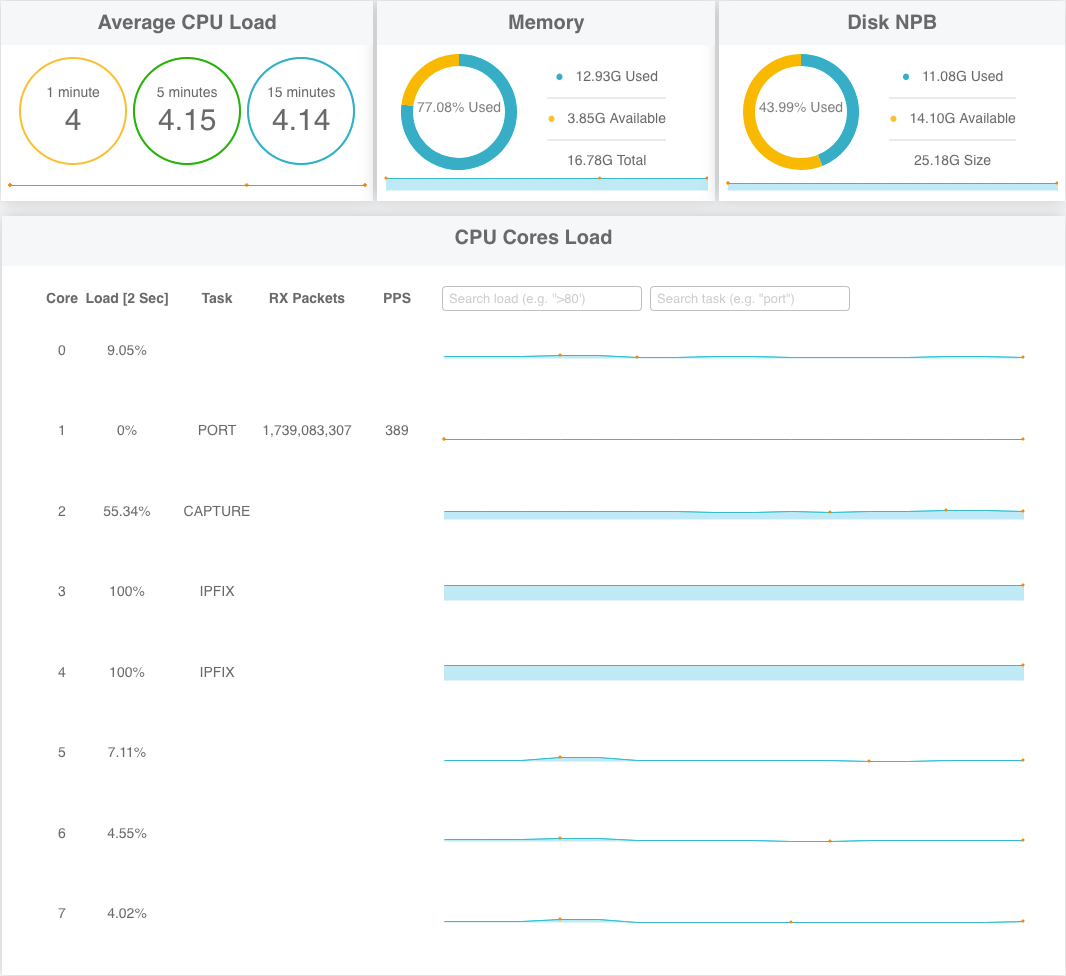 Average CPU Load
1 minute
4
5 minutes
4.15
15 minutes
4.14
Memory
77.08% Used
12.93G Used
3.85G Available
16.78G Total
Disk NPB
43.99% Used
11.08G Used
14.10G Available
25.18G Size
CPU Cores Load
Core Load [2 Sec] Task RX Packets PPS Search load (e.g. ">80') Search task (e.g. "port")
0 9.05%
1 0% PORT 1,739,083,307 389
2 55.34% CAPTURE
3 100% IPFIX
4 100% IPFIX
5 7.11%
6 4.55%
7 4.02%